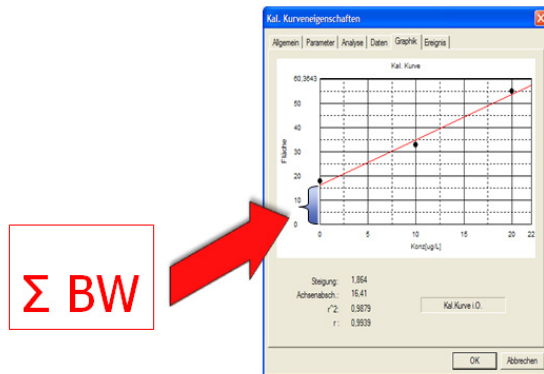 Kal. Kurveneigenschaften
Allgemein Parameter Analyse Daten Graphik Ereignis
Kal. Kurve
60,3643
50
40
30
20
10
0
Fläche
0 5 10 15 20 22
Konz[ug/L]
Σ BW
Steigung: 1,864
Achsenabsch.: 16,41
r^2: 0,9879
r: 0,9939
Kal.Kurve i.O.
OK Abbrechen